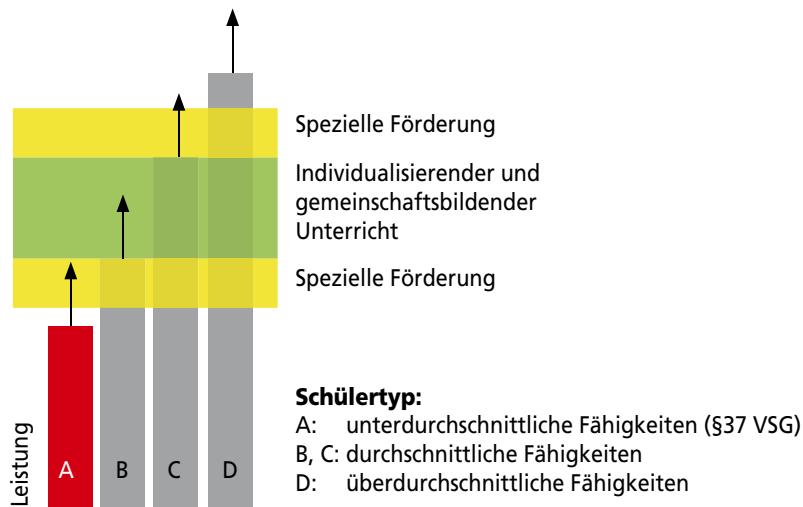 Spezielle Förderung
Individualisierender und
gemeinschaftsbildender
Unterricht
Spezielle Förderung
Leistung
A
B
C
D
Schülertyp:
A: unterdurchschnittliche Fähigkeiten (§37 VSG)
B, C: durchschnittliche Fähigkeiten
D: überdurchschnittliche Fähigkeiten